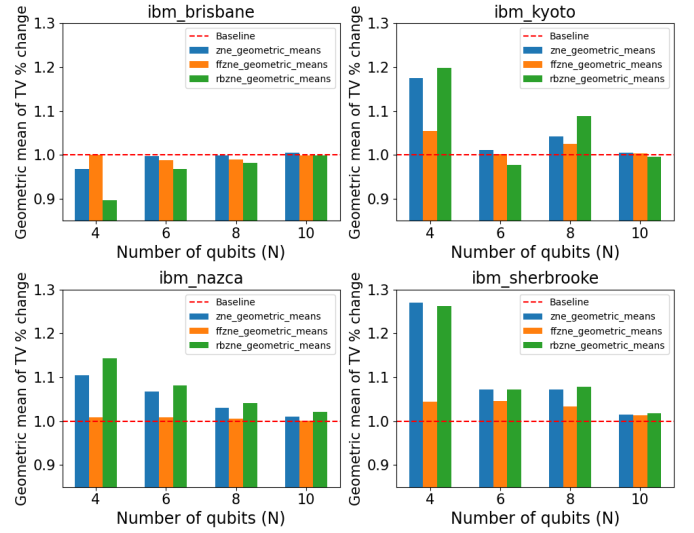 ibm_brisbane
Geometric mean of TV % change
1.3
1.2
1.1
1.0
0.9
Baseline
zne_geometric_means
ffzne_geometric_means
rbzne_geometric_means
4 6 8 10
Number of qubits (N)
ibm_kyoto
Geometric mean of TV % change
1.3
1.2
1.1
1.0
0.9
Baseline
zne_geometric_means
ffzne_geometric_means
rbzne_geometric_means
4 6 8 10
Number of qubits (N)
ibm_nazca
Geometric mean of TV % change
1.3
1.2
1.1
1.0
0.9
Baseline
zne_geometric_means
ffzne_geometric_means
rbzne_geometric_means
4 6 8 10
Number of qubits (N)
ibm_sherbrooke
Geometric mean of TV % change
1.3
1.2
1.1
1.0
0.9
Baseline
zne_geometric_means
ffzne_geometric_means
rbzne_geometric_means
4 6 8 10
Number of qubits (N)